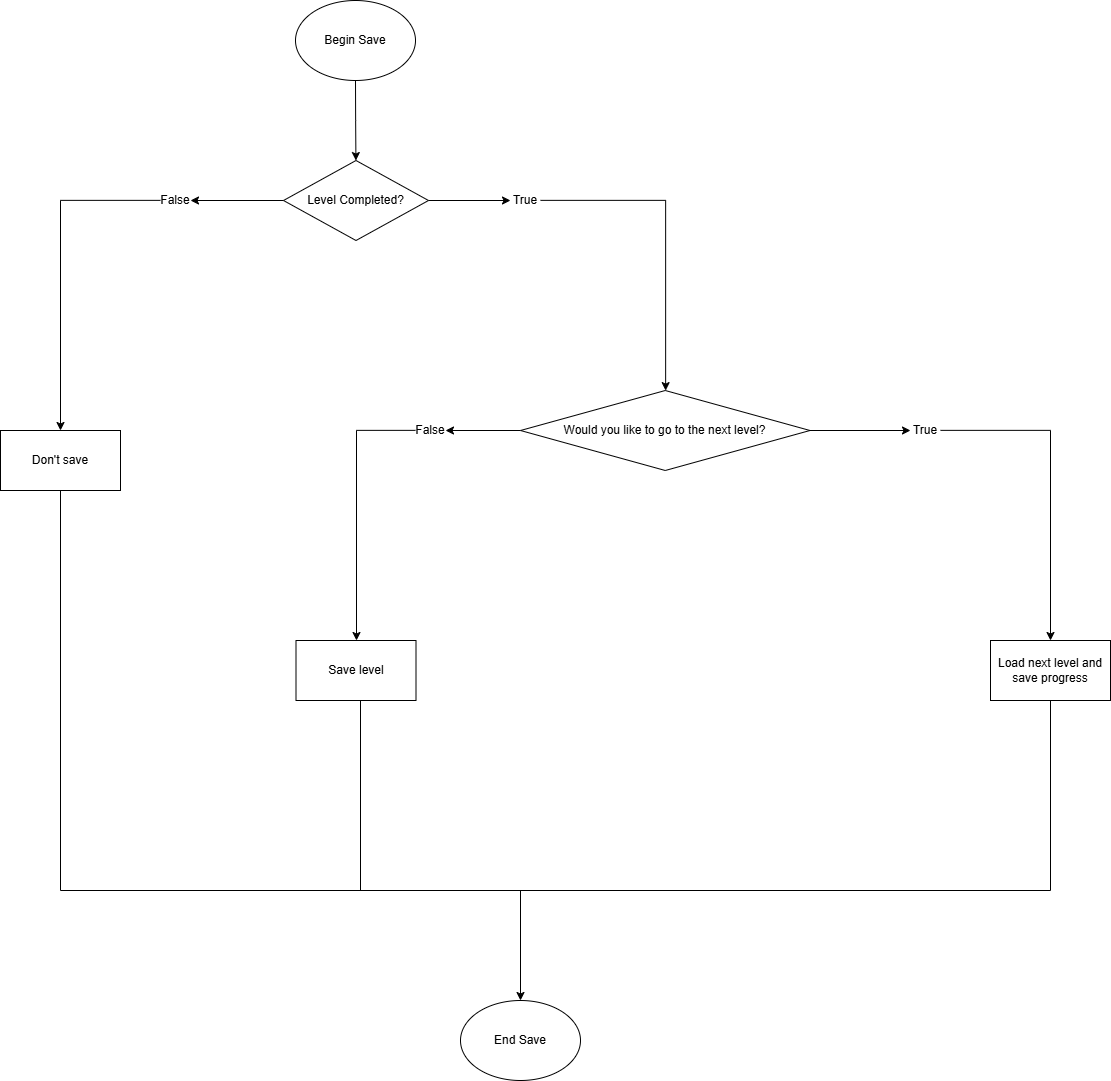 Begin Save
Level Completed?
False
True
Would you like to go to the next level?
False
True
Don't save
Save level
Load next level and
save progress
End Save